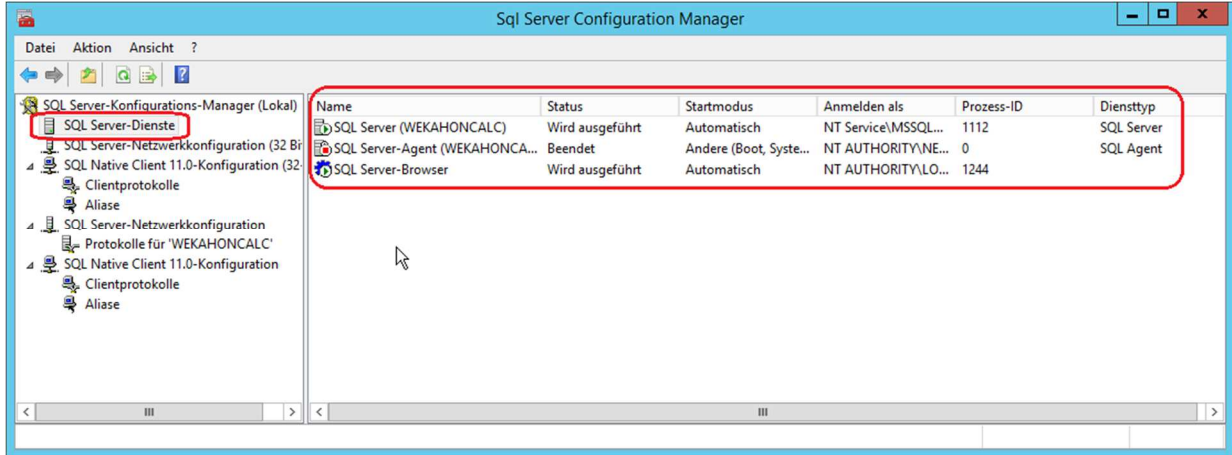 Sql Server Configuration Manager
Datei Aktion Ansicht ?
SQL Server-Konfigurations-Manager (Lokal)
SQL Server-Dienste
SQL Server-Netzwerkkonfiguration (32 Bi
SQL Native Client 11.0-Konfiguration (32-
Clientprotokolle
Aliase
SQL Server-Netzwerkkonfiguration
Protokolle für 'WEKAHONCALC'
SQL Native Client 11.0-Konfiguration
Clientprotokolle
Aliase
Name Status Startmodus Anmelden als Prozess-ID Diensttyp
SQL Server (WEKAHONCALC) Wird ausgeführt Automatisch NT Service\MSSQL... 1112 SQL Server
SQL Server-Agent (WEKAHONCA... Beendet Andere (Boot, Syste... NT AUTHORITY\NE... 0 SQL Agent
SQL Server-Browser Wird ausgeführt Automatisch NT AUTHORITY\LO... 1244